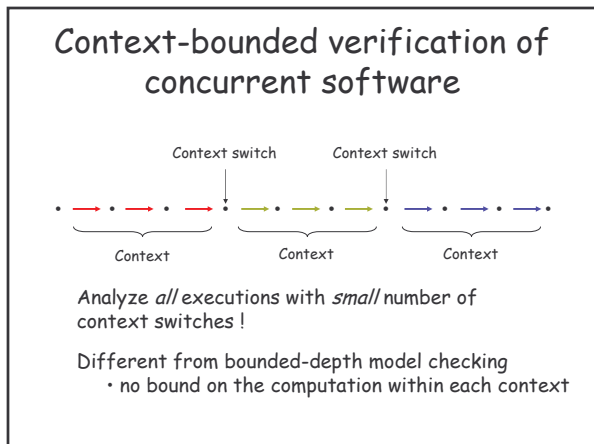 Context-bounded verification of
concurrent software
Context switch Context switch
Context Context Context
Analyze all executions with small number of
context switches !
Different from bounded-depth model checking
• no bound on the computation within each context